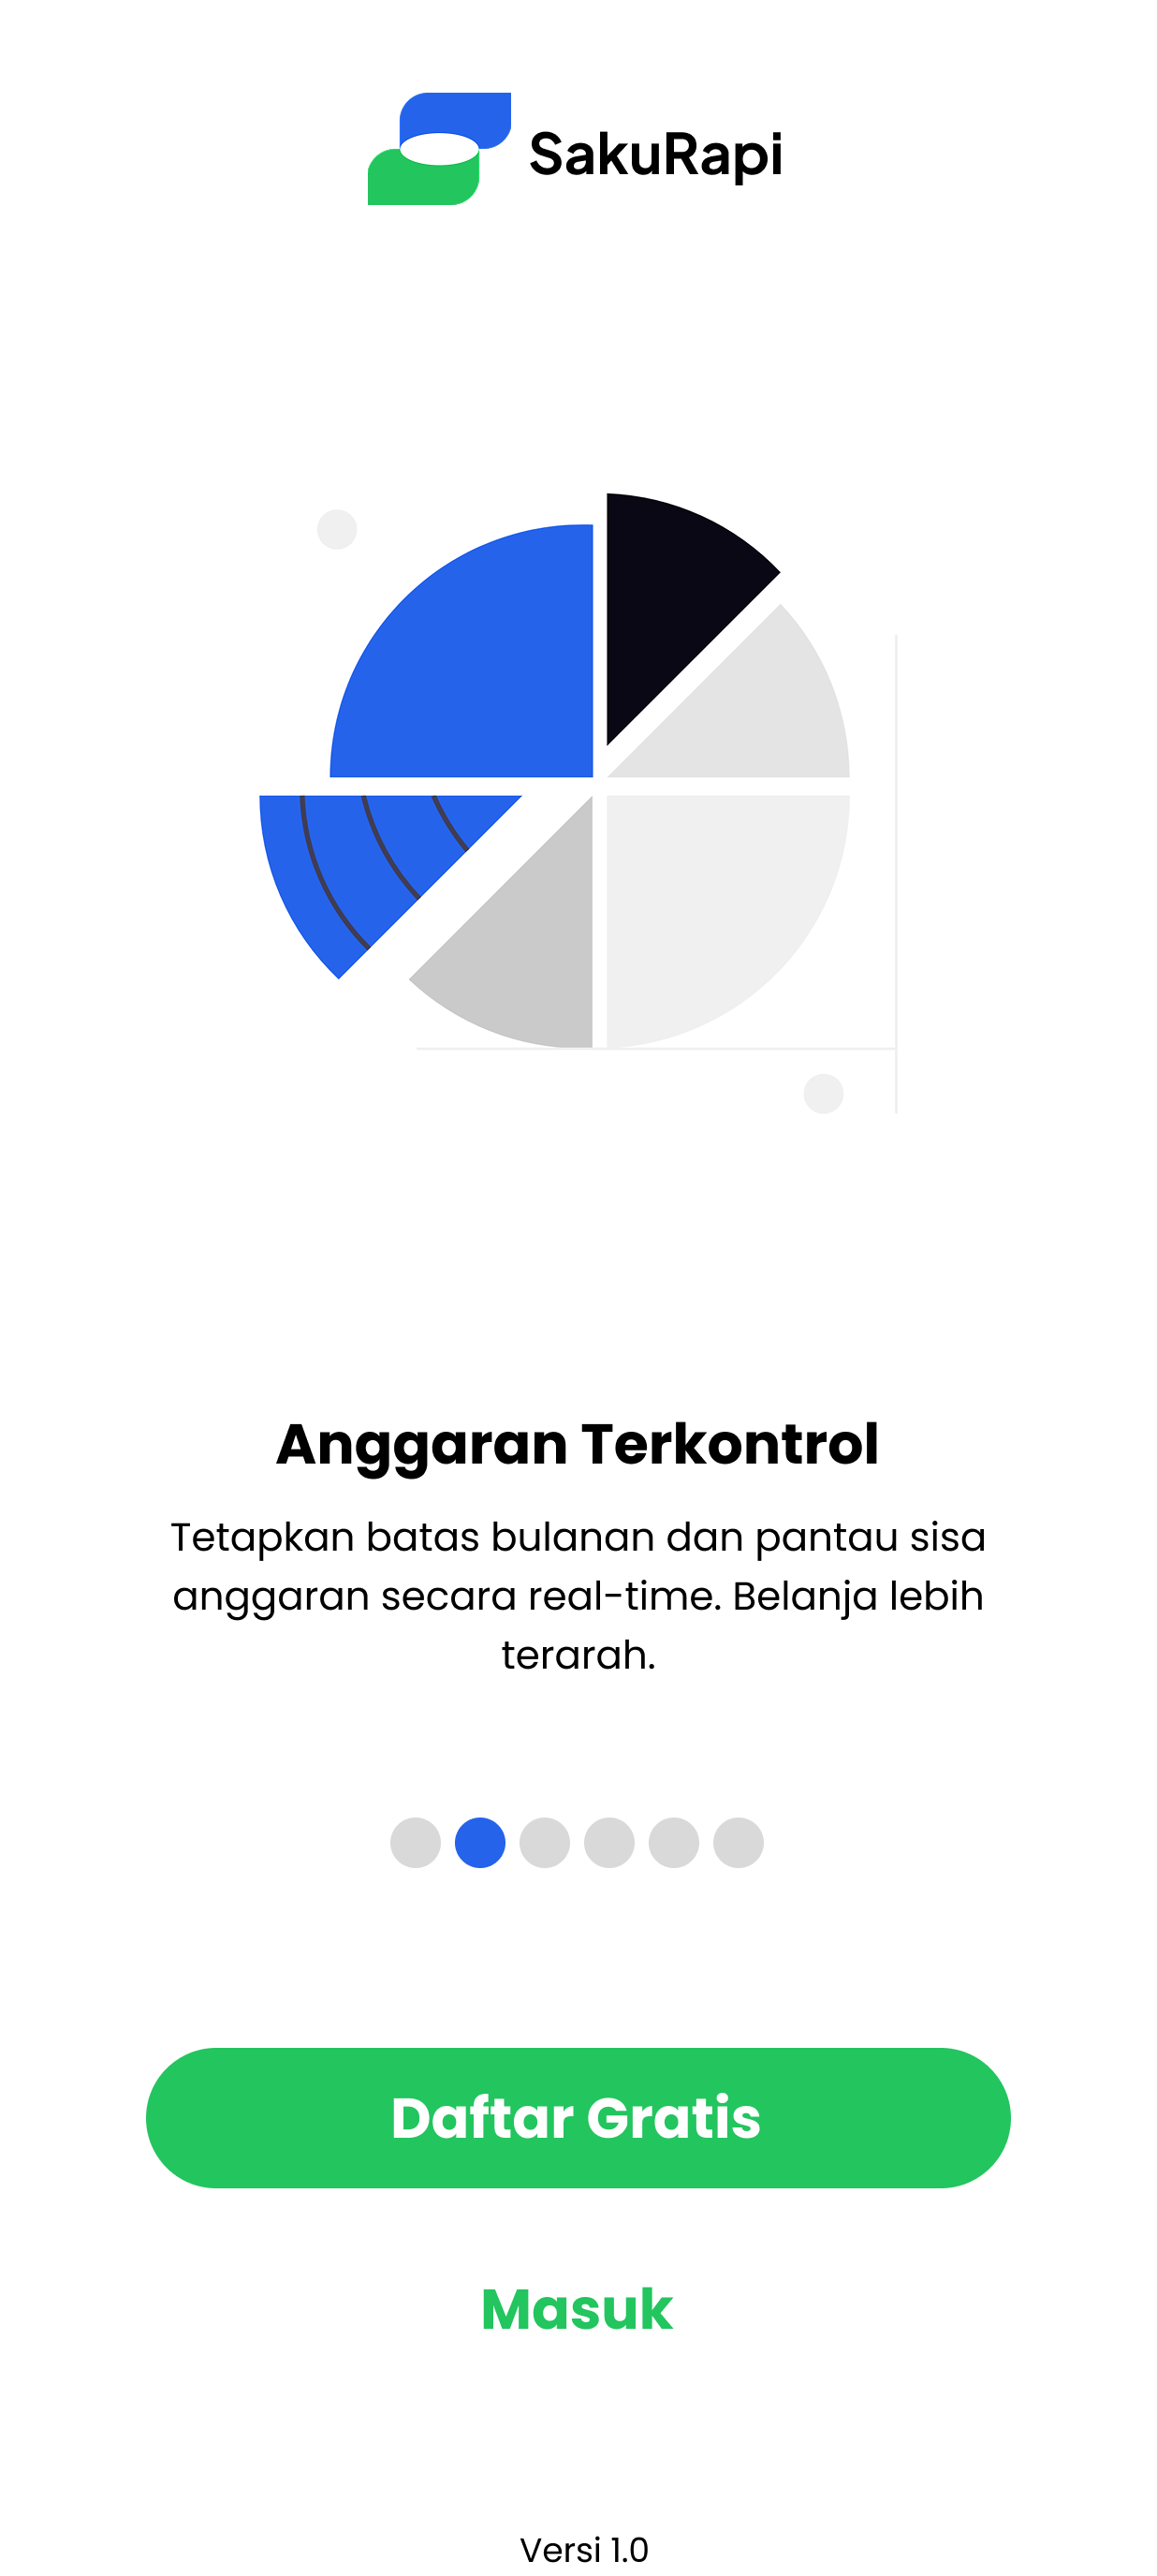 SakuRapi
Anggaran Terkontrol
Tetapkan batas bulanan dan pantau sisa
anggaran secara real-time. Belanja lebih
terarah.
Daftar Gratis
Masuk
Versi 1.0